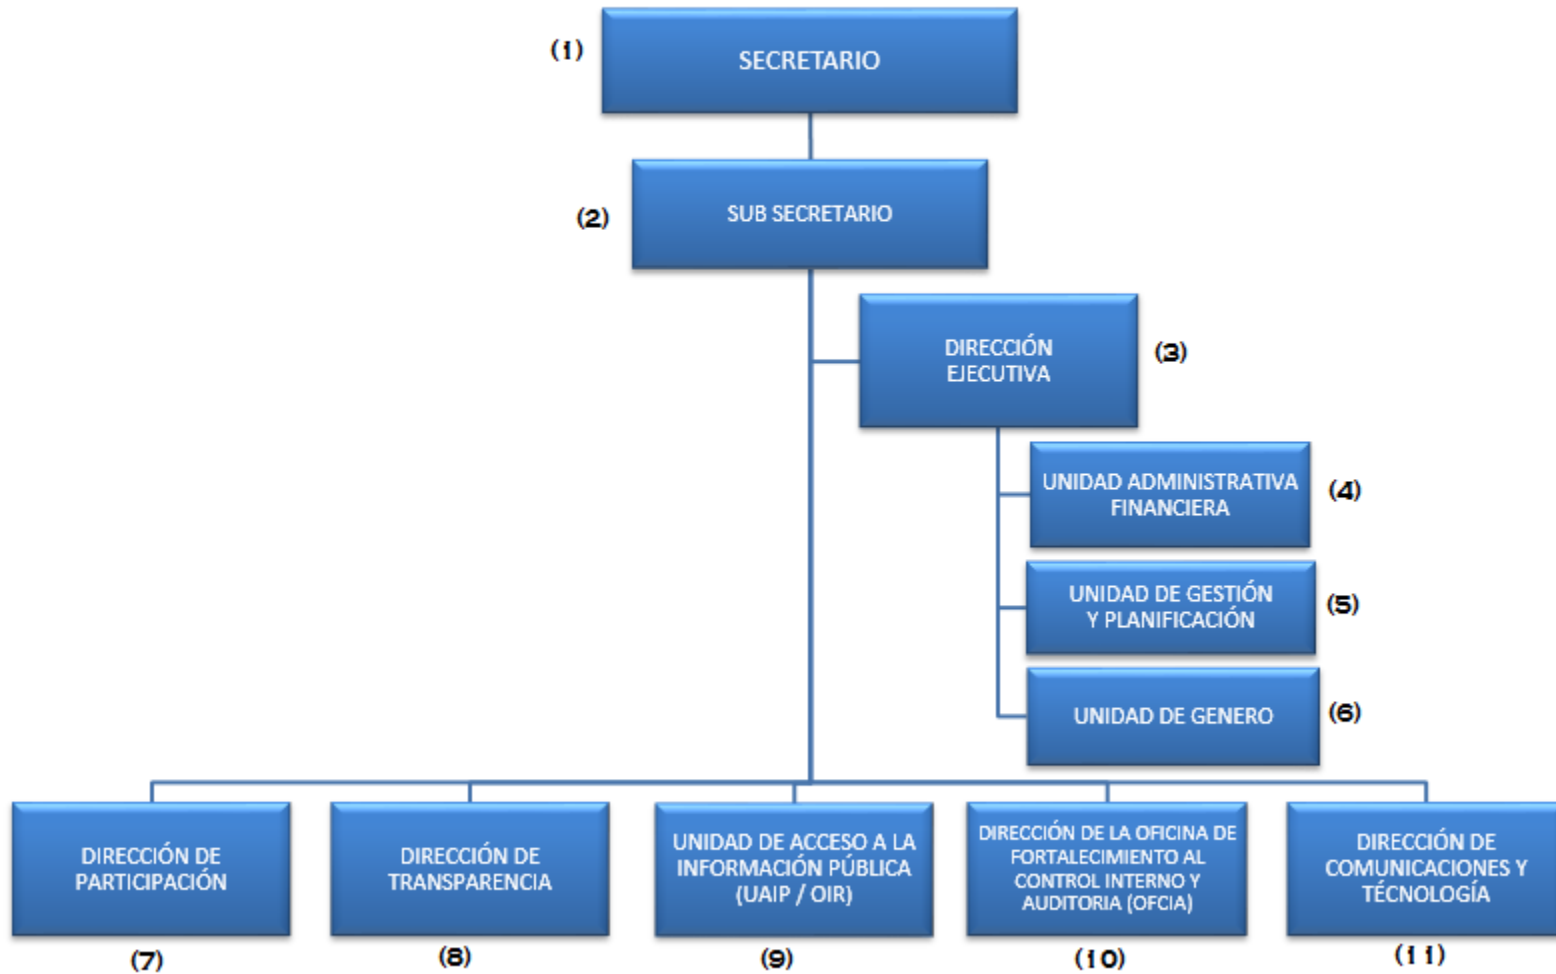 (1)
SECRETARIO
(2)
SUB SECRETARIO
DIRECCIÓN
EJECUTIVA
(3)
UNIDAD ADMINISTRATIVA
FINANCIERA
(4)
UNIDAD DE GESTIÓN
Y PLANIFICACIÓN
(5)
UNIDAD DE GENERO
(6)
DIRECCIÓN DE
PARTICIPACIÓN
(7)
DIRECCIÓN DE
TRANSPARENCIA
(8)
UNIDAD DE ACCESO A LA
INFORMACIÓN PÚBLICA
(UAIP / OIR)
(9)
DIRECCIÓN DE LA OFICINA DE
FORTALECIMIENTO AL
CONTROL INTERNO Y
AUDITORIA (OFCIA)
(10)
DIRECCIÓN DE
COMUNICACIONES Y
TÉCNOLOGÍA
(11)